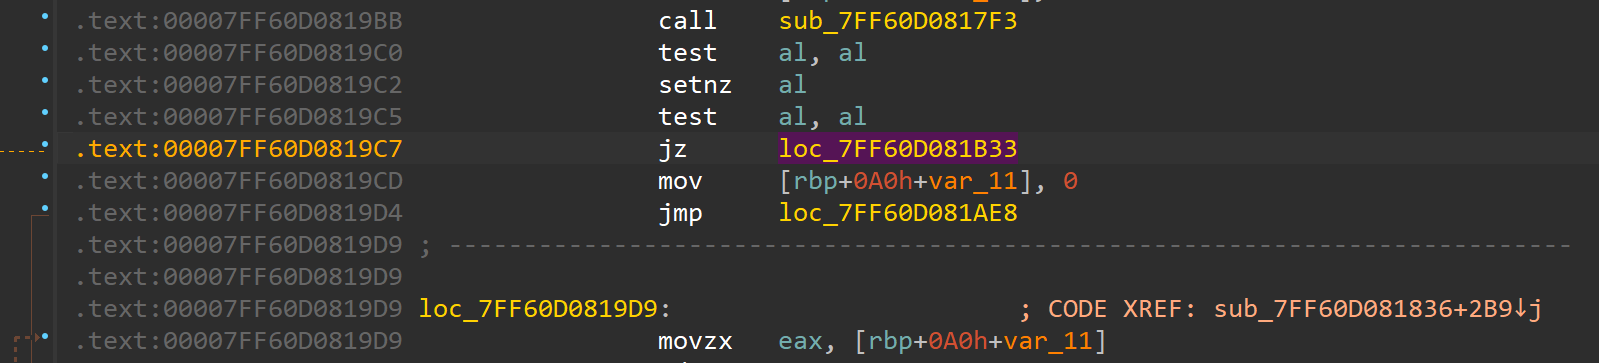 .text:00007FF60D0819BB call sub_7FF60D0817F3
.text:00007FF60D0819C0 test al, al
.text:00007FF60D0819C2 setnz al
.text:00007FF60D0819C5 test al, al
.text:00007FF60D0819C7 jz loc_7FF60D081B33
.text:00007FF60D0819CD mov [rbp+0A0h+var_11], 0
.text:00007FF60D0819D4 jmp loc_7FF60D081AE8
.text:00007FF60D0819D9 ; ---------------------------------------------------------------------------
.text:00007FF60D0819D9
.text:00007FF60D0819D9 loc_7FF60D0819D9: ; CODE XREF: sub_7FF60D081836+2B9↓j
.text:00007FF60D0819D9 movzx eax, [rbp+0A0h+var_11]